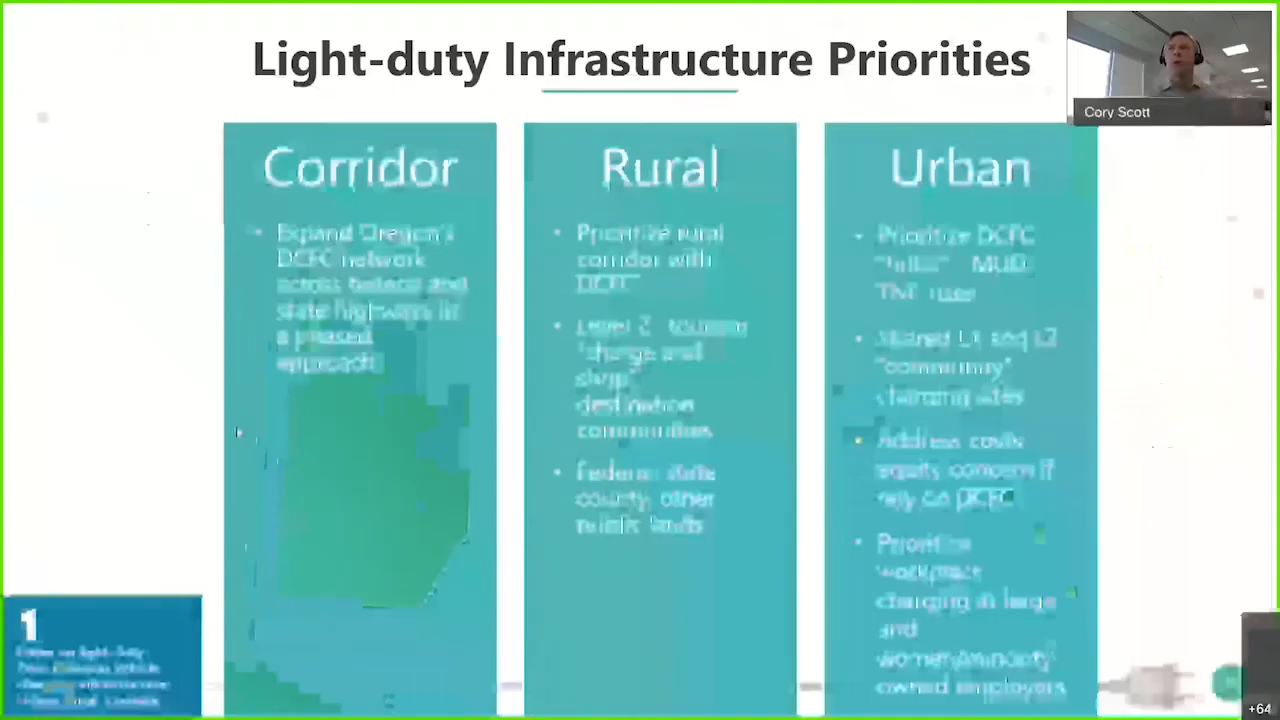 Light-duty Infrastructure Priorities
Cory Scott
Corridor
• Expand Oregon's
DCFC network
across federal and
state highways in
a phased
approach
Rural
• Prioritize rural
corridor with
DCFC
• Level 2 tourism
"charge and
shop
destination
communities
• Federal state
county, other
public lands
Urban
• Prioritize DCFC
MUD
TNC user
• Shared L1 and L2
"community"
charging sites
• Address costs
equity concern if
rely on DCFC
• Prioritize
workplace
charging at large
and
women/minority
owned employers
1
+64